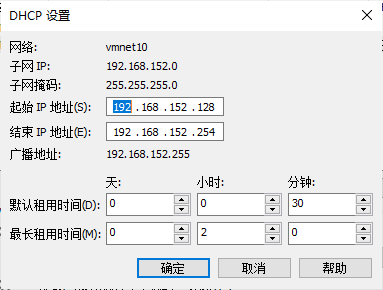 DHCP 设置
网络: vmnet10
子网 IP: 192.168.152.0
子网掩码: 255.255.255.0
起始 IP 地址(S): 192 . 168 . 152 . 128
结束 IP 地址(E): 192 . 168 . 152 . 254
广播地址: 192.168.152.255
天: 小时: 分钟:
默认租用时间(D): 0 0 30
最长租用时间(M): 0 2 0
确定 取消 帮助